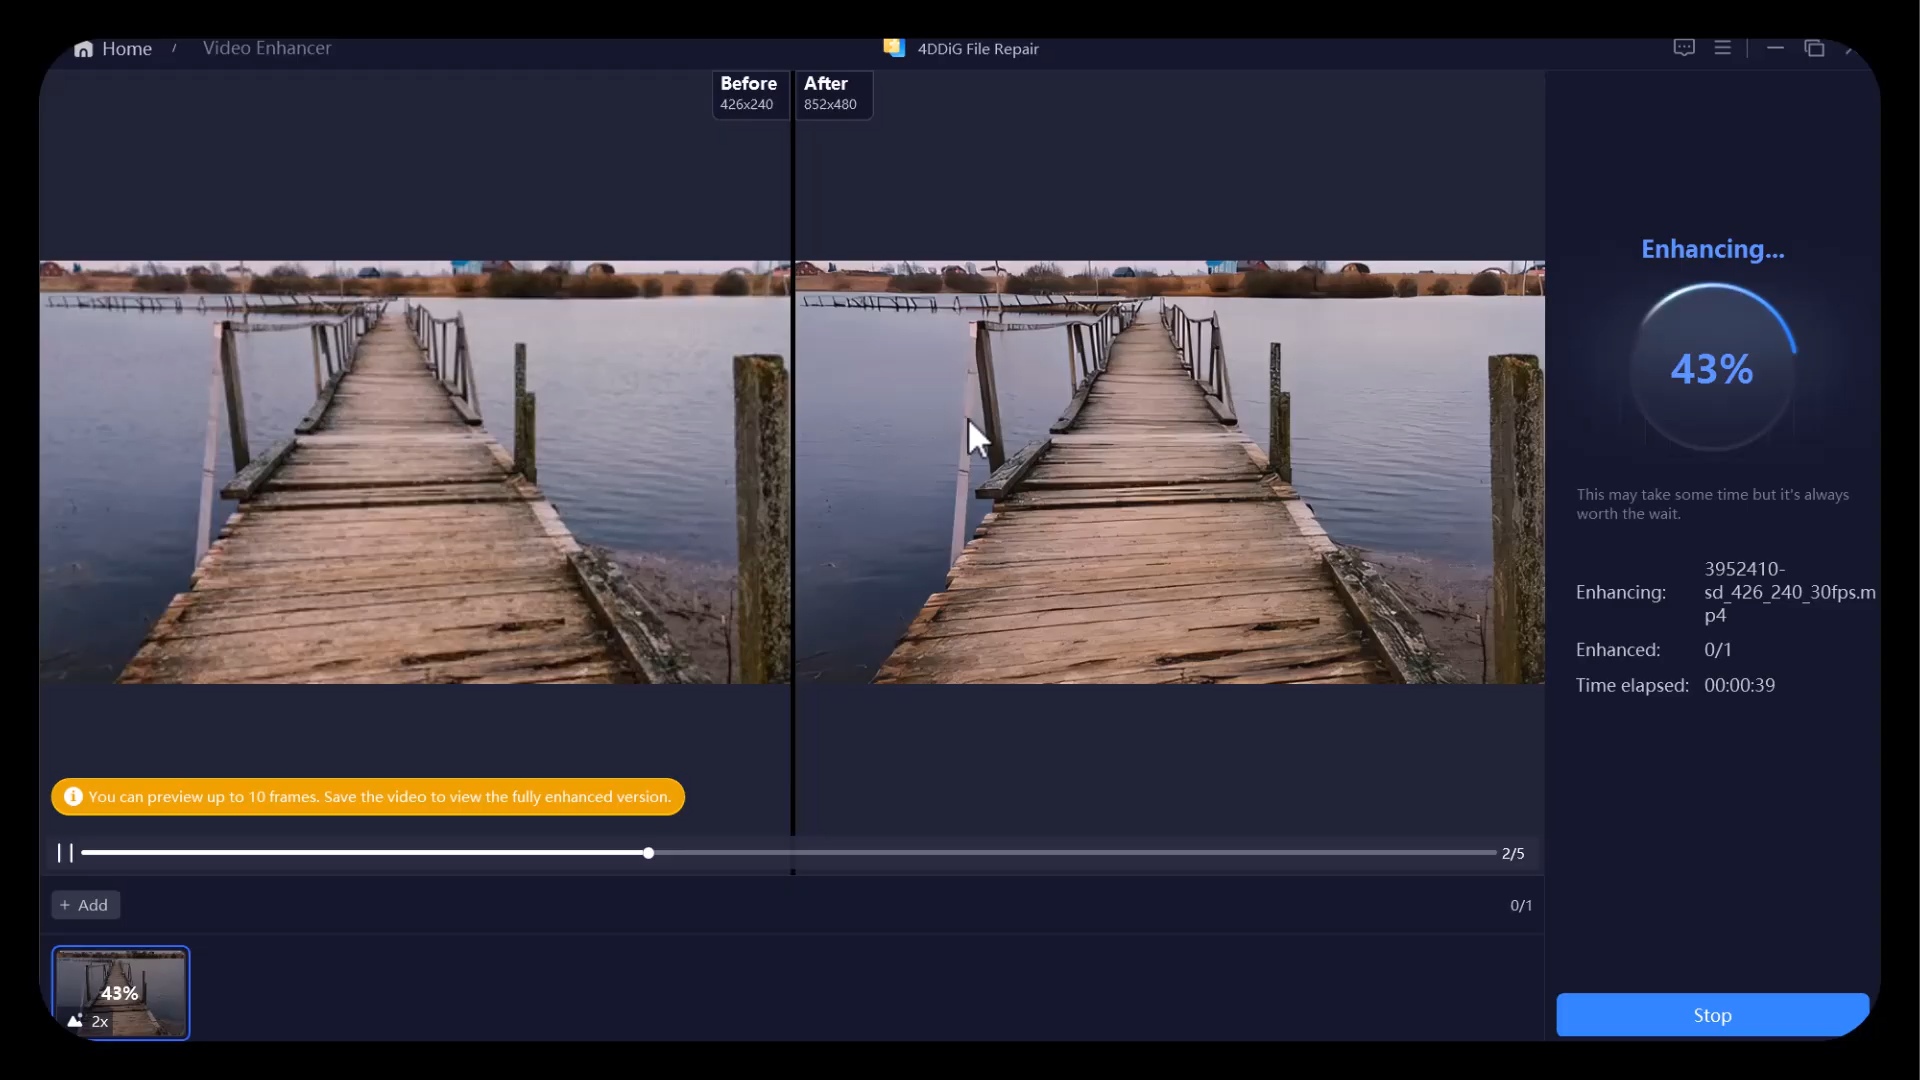 Home / Video Enhancer
4DDiG File Repair
Before
426x240
After
852x480
Enhancing...
43%
This may take some time but it's always
worth the wait.
Enhancing:
3952410-
sd_426_240_30fps.m
p4
Enhanced: 0/1
Time elapsed: 00:00:39
You can preview up to 10 frames. Save the video to view the fully enhanced version.
2/5
+ Add
0/1
43%
2x
Stop